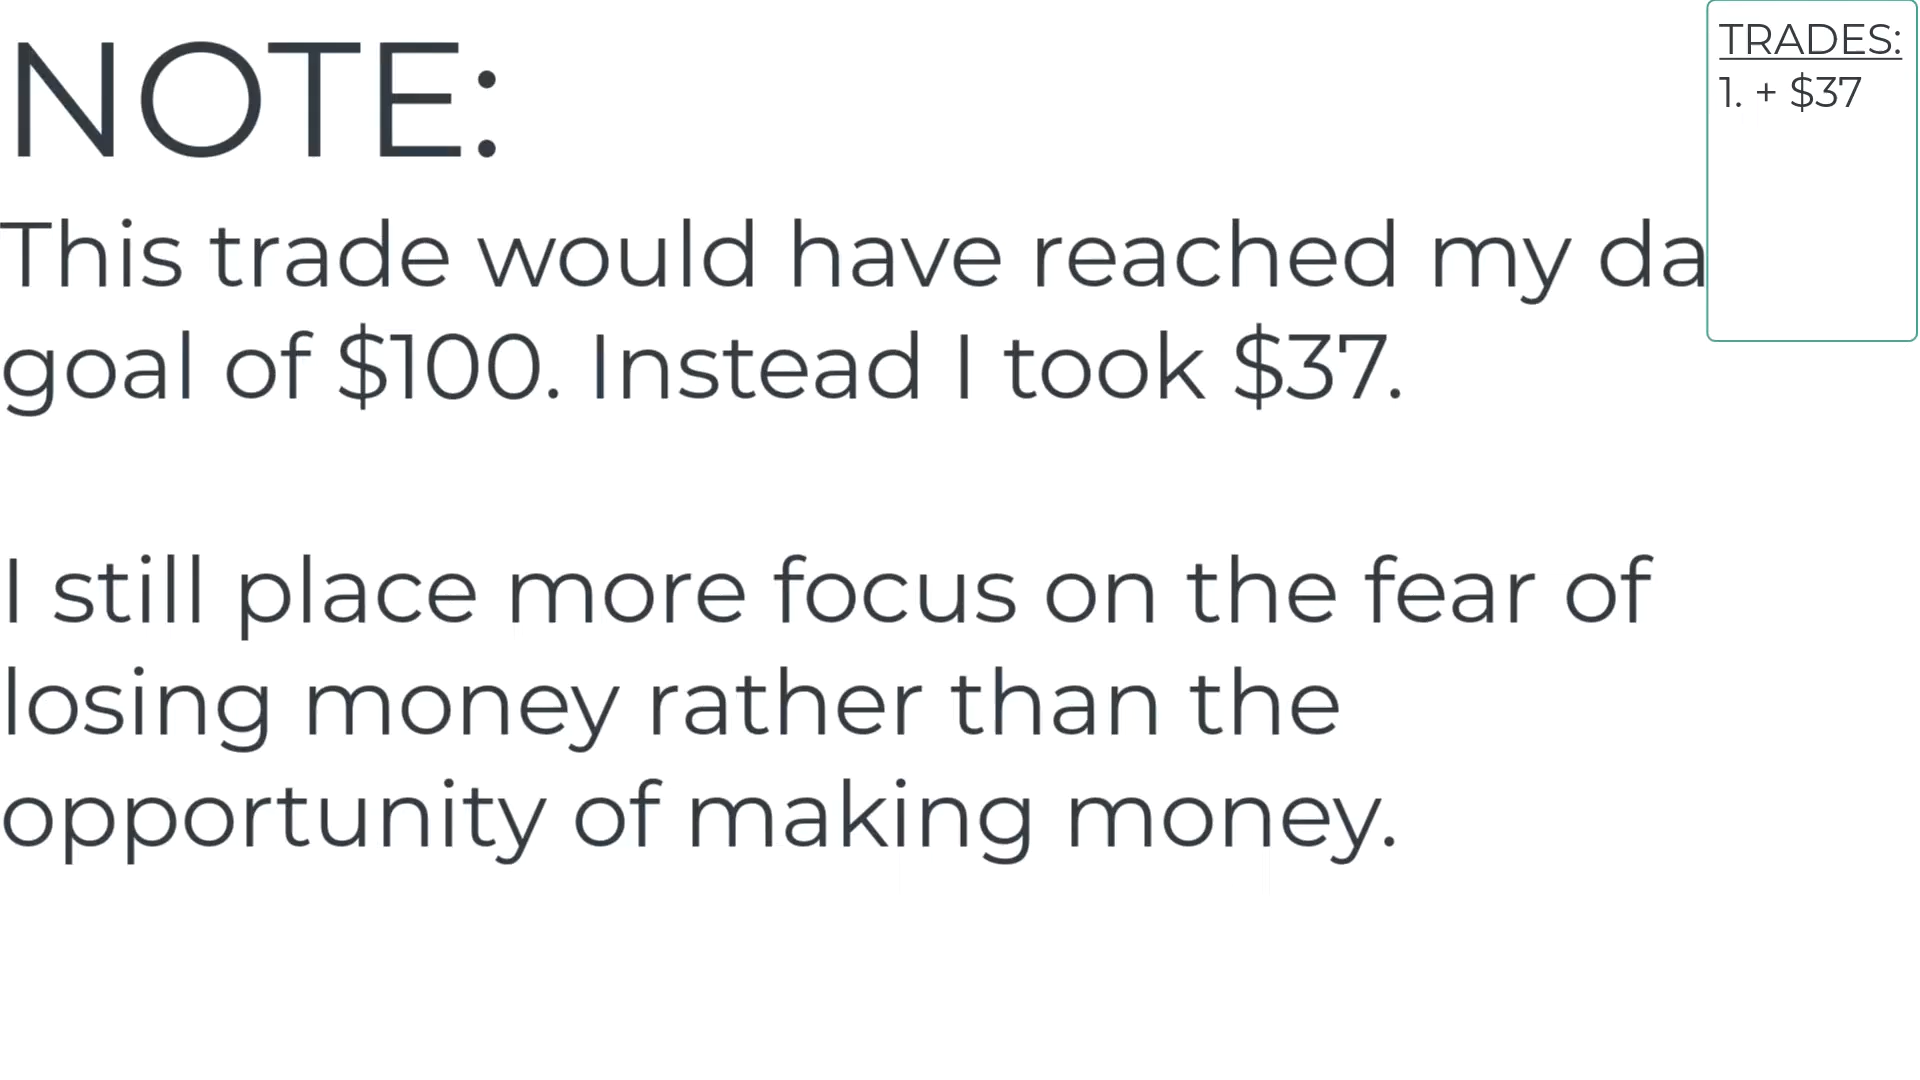 NOTE:
This trade would have reached my da
goal of $100. Instead I took $37.
I still place more focus on the fear of
losing money rather than the
opportunity of making money.
TRADES:
1. + $37